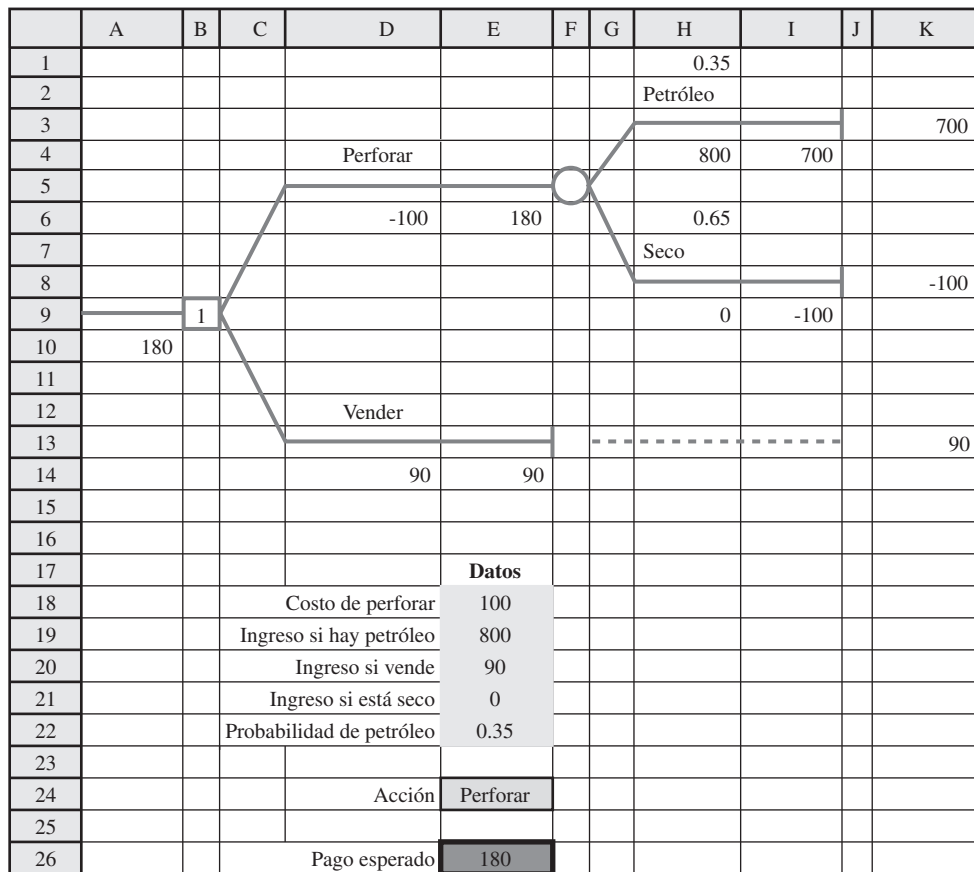 A B C D E F G H I J K
1 0.35
2 Petróleo
3 700
4 Perforar 800 700
5
6 -100 180 0.65
7 Seco
8 -100
9 1 0 -100
10 180
11
12 Vender
13 90
14 90 90
15
16
17 Datos
18 Costo de perforar 100
19 Ingreso si hay petróleo 800
20 Ingreso si vende 90
21 Ingreso si está seco 0
22 Probabilidad de petróleo 0.35
23
24 Acción Perforar
25
26 Pago esperado 180